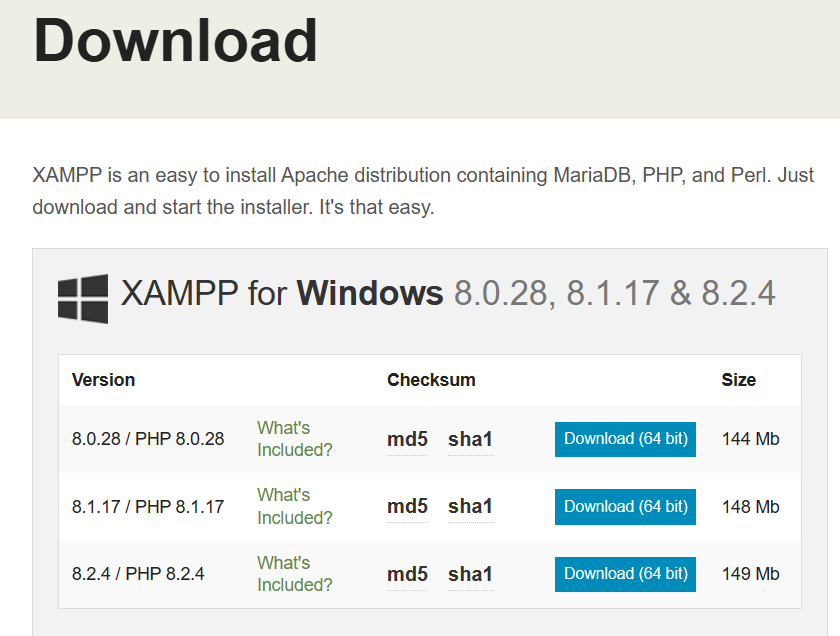 Download
XAMPP is an easy to install Apache distribution containing MariaDB, PHP, and Perl. Just
download and start the installer. It's that easy.
XAMPP for Windows 8.0.28, 8.1.17 & 8.2.4
Version Checksum Size
8.0.28 / PHP 8.0.28 What's Included? md5 sha1 Download (64 bit) 144 Mb
8.1.17 / PHP 8.1.17 What's Included? md5 sha1 Download (64 bit) 148 Mb
8.2.4 / PHP 8.2.4 What's Included? md5 sha1 Download (64 bit) 149 Mb